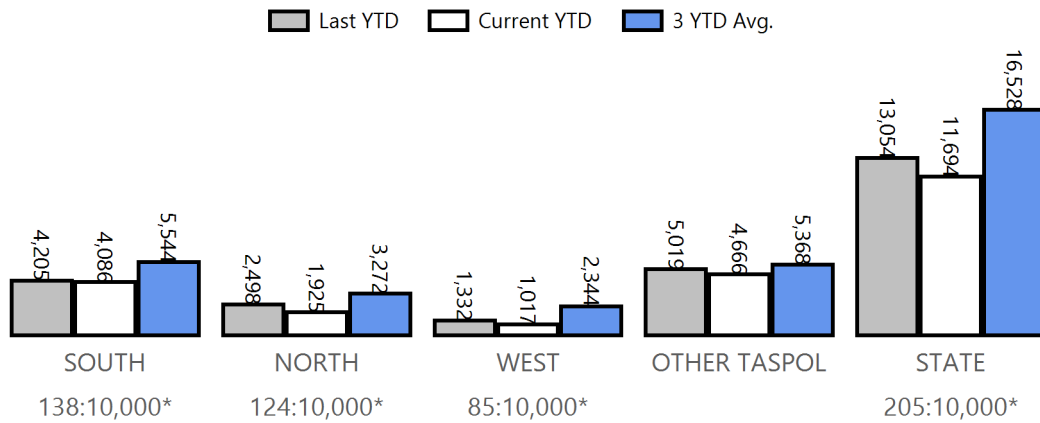 Last YTD Current YTD 3 YTD Avg.
4,205 4,086 5,544 2,498 1,925 3,272 1,332 1,017 2,344 5,019 4,666 5,368 13,054 11,694 16,528
SOUTH NORTH WEST OTHER TASPOL STATE
138:10,000* 124:10,000* 85:10,000* 205:10,000*